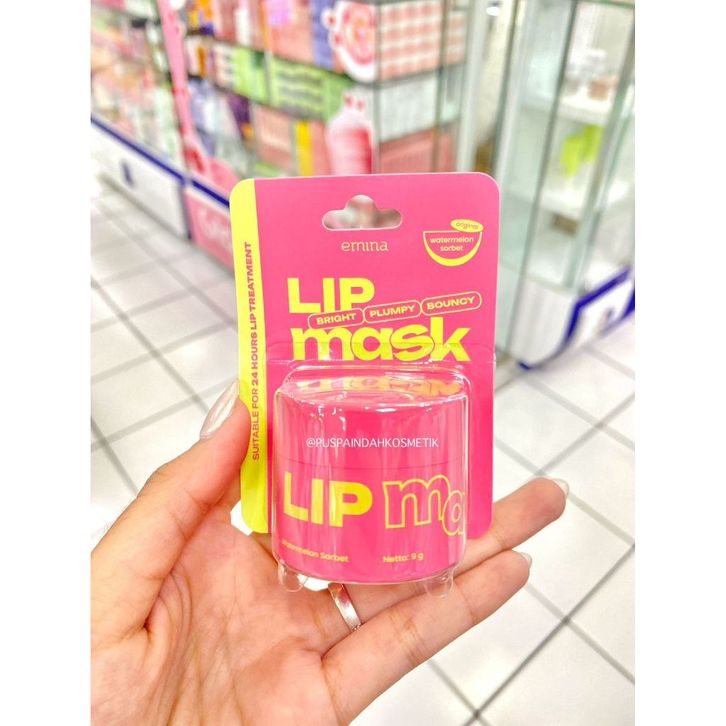 emina
original
watermelon
sorbet
LIP
BRIGHT PLUMPY BOUNCY
mask
SUITABLE FOR 24 HOURS LIP TREATMENT
@PUSPAINDAHKOSMETIK
LIP ma
Watermelon Sorbet
Netto: 9 g